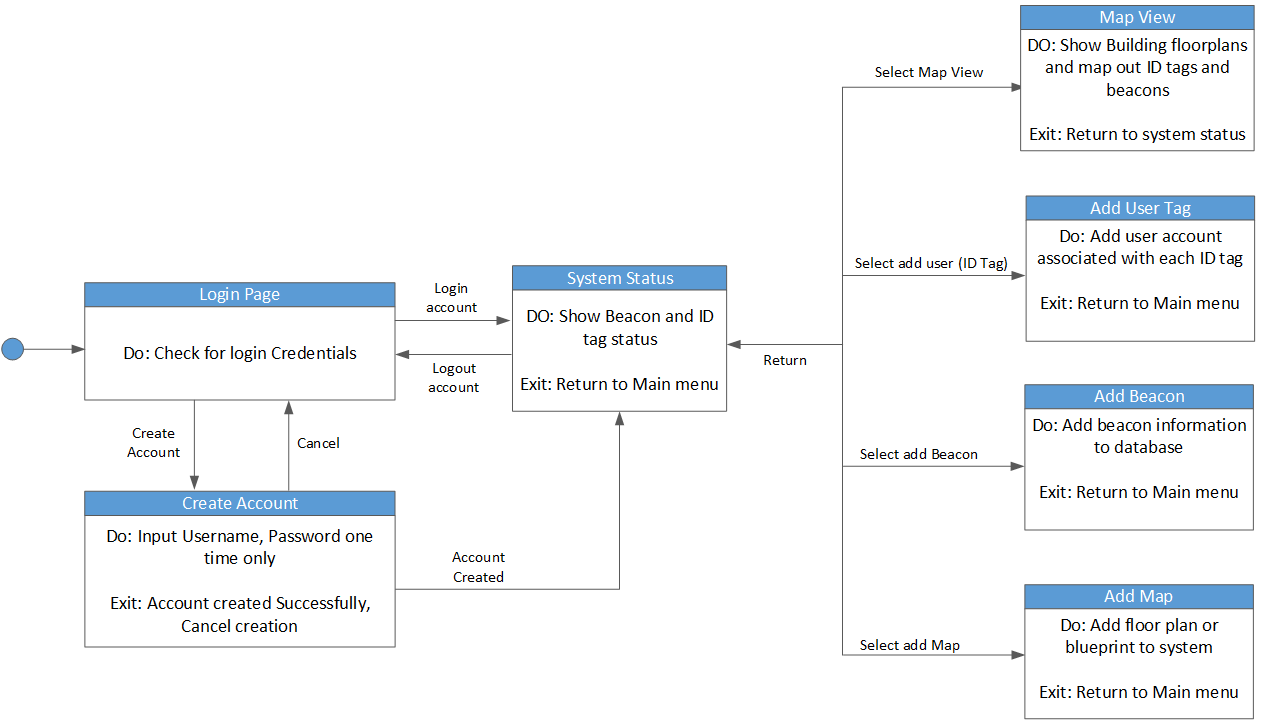 Map View
DO: Show Building floorplans
and map out ID tags and
beacons
Exit: Return to system status
Select Map View
Add User Tag
Do: Add user account
associated with each ID tag
Exit: Return to Main menu
Select add user (ID Tag)
Login Page
Do: Check for login Credentials
Login
account
Logout
account
System Status
DO: Show Beacon and ID
tag status
Exit: Return to Main menu
Return
Create
Account
Cancel
Add Beacon
Do: Add beacon information
to database
Exit: Return to Main menu
Select add Beacon
Create Account
Do: Input Username, Password one
time only
Exit: Account created Successfully,
Cancel creation
Account
Created
Add Map
Do: Add floor plan or
blueprint to system
Exit: Return to Main menu
Select add Map